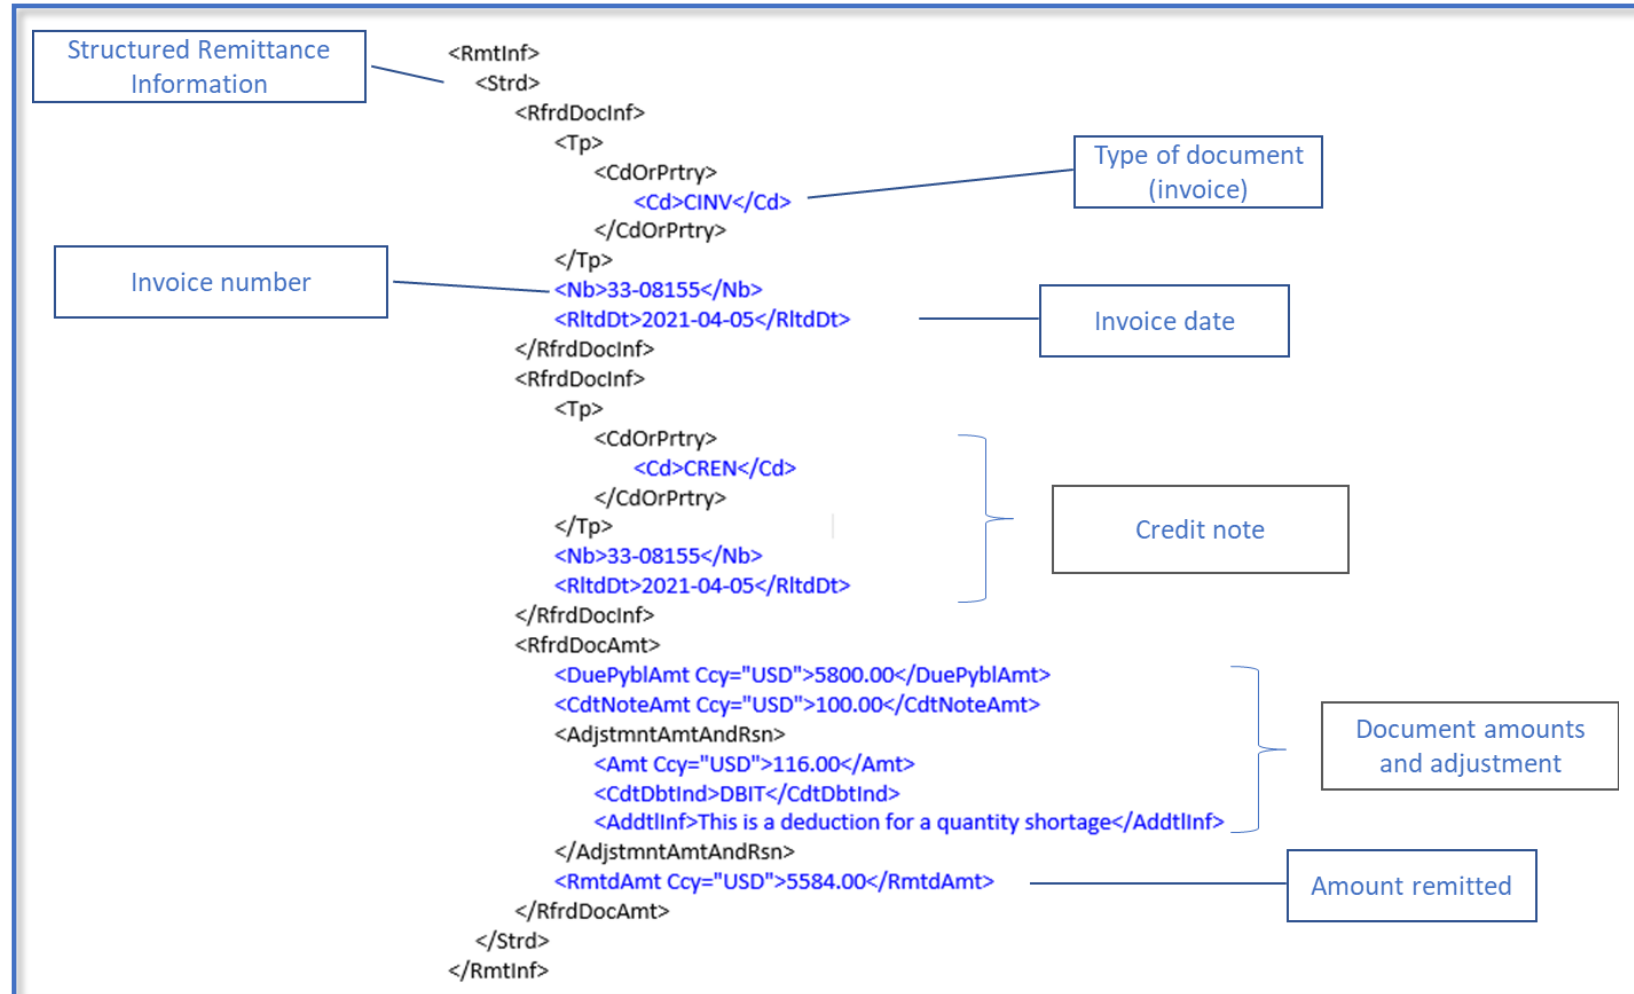 Structured Remittance
Information
<RmtInf>
<Strd>
<RfrdDocInf>
<Tp>
<CdOrPrtry>
<Cd>CINV</Cd>
Type of document
(invoice)
</CdOrPrtry>
</Tp>
Invoice number
<Nb>33-08155</Nb>
<RltdDt>2021-04-05</RltdDt>
Invoice date
</RfrdDocInf>
<RfrdDocInf>
<Tp>
<CdOrPrtry>
<Cd>CREN</Cd>
</CdOrPrtry>
</Tp>
Credit note
<Nb>33-08155</Nb>
<RltdDt>2021-04-05</RltdDt>
</RfrdDocInf>
<RfrdDocAmt>
<DuePyblAmt Ccy="USD">5800.00</DuePyblAmt>
<CdtNoteAmt Ccy="USD">100.00</CdtNoteAmt>
<AdjstmntAmtAndRsn>
Document amounts
and adjustment
<Amt Ccy="USD">116.00</Amt>
<CdtDbtInd>DBIT</CdtDbtInd>
<AddtlInf>This is a deduction for a quantity shortage</AddtlInf>
</AdjstmntAmtAndRsn>
<RmtdAmt Ccy="USD">5584.00</RmtdAmt>
Amount remitted
</RfrdDocAmt>
</Strd>
</RmtInf>